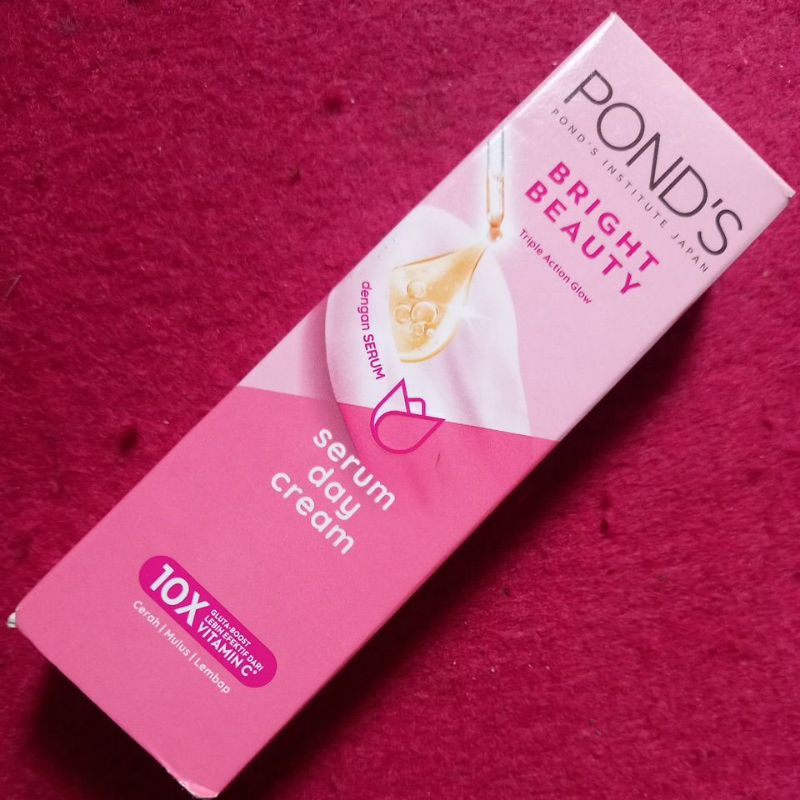 POND'S
POND'S INSTITUTE JAPAN
BRIGHT
BEAUTY
Triple Action Glow
dengan SERUM
serum
day
cream
10X
GLUTA-BOOST
LEBIH EFEKTIF DARI
VITAMIN C*
Cerah | Mulus | Lembap